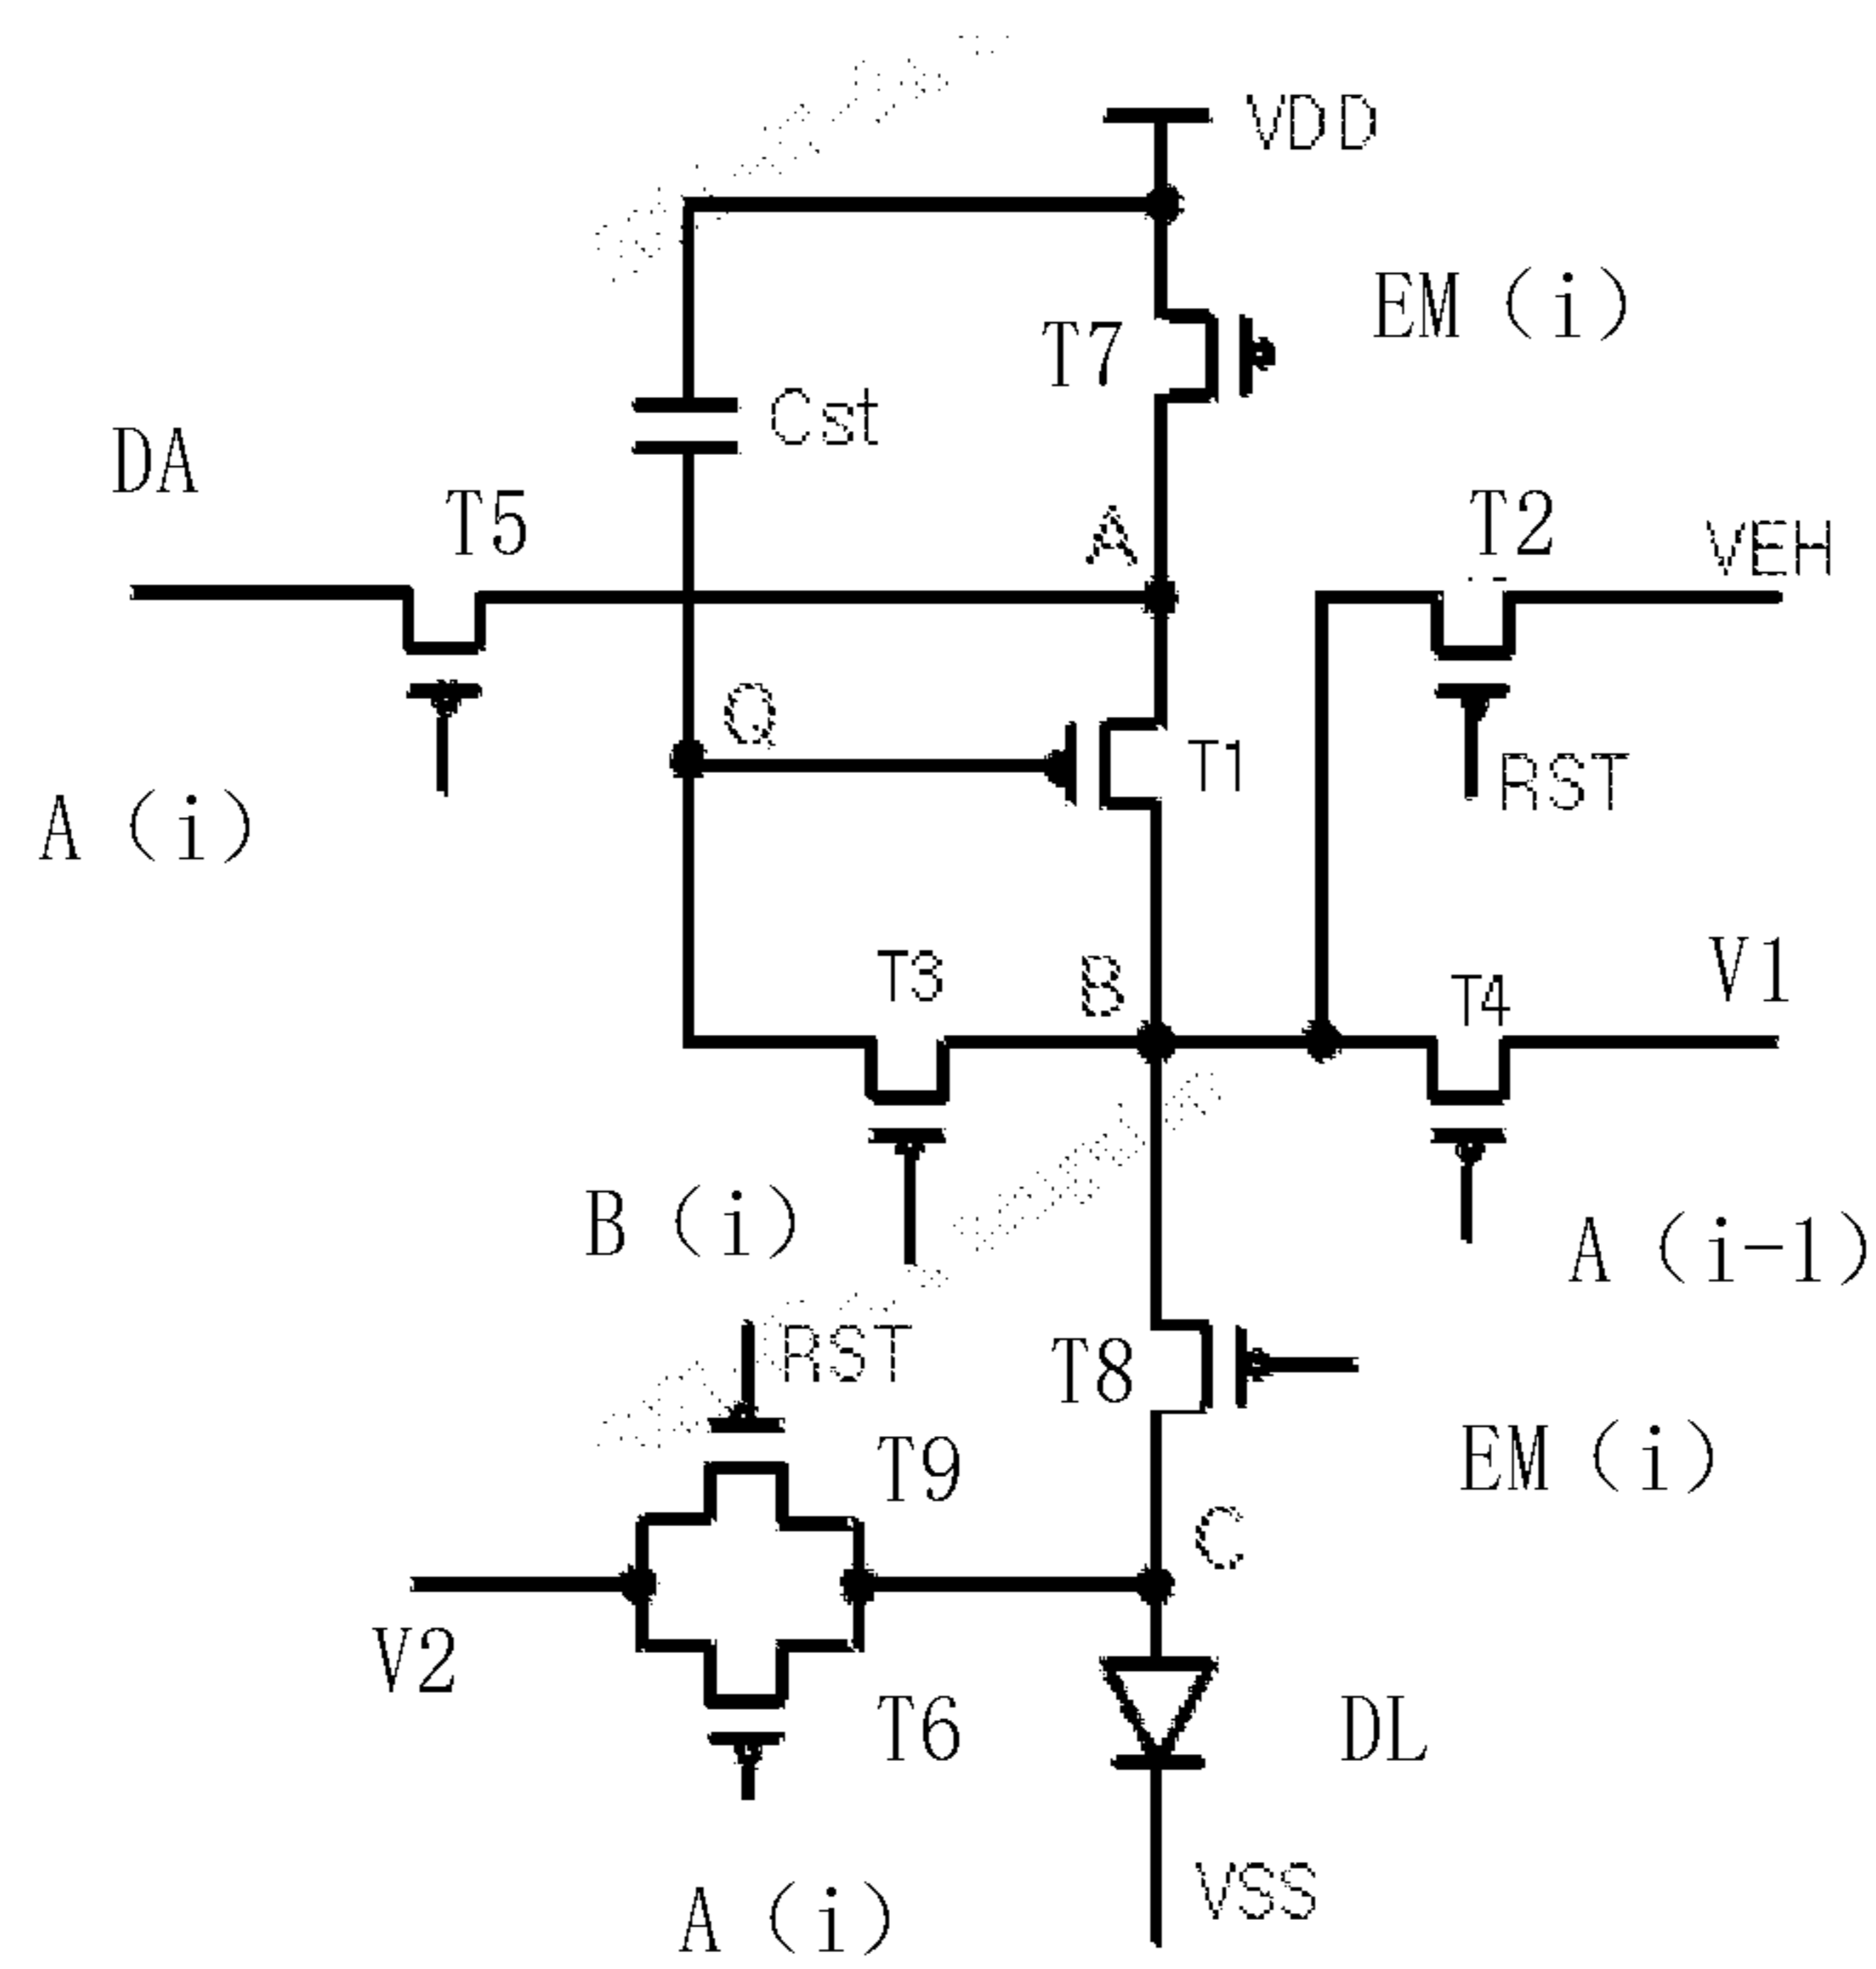 VDD
EM (i)
T7
Cst
DA
T5
A
T2
VEH
Q
T1
RST
A (i)
T3
B
T4
V1
B (i)
A (i-1)
RST
T8
T9
EM (i)
C
V2
T6
DL
A (i)
VSS